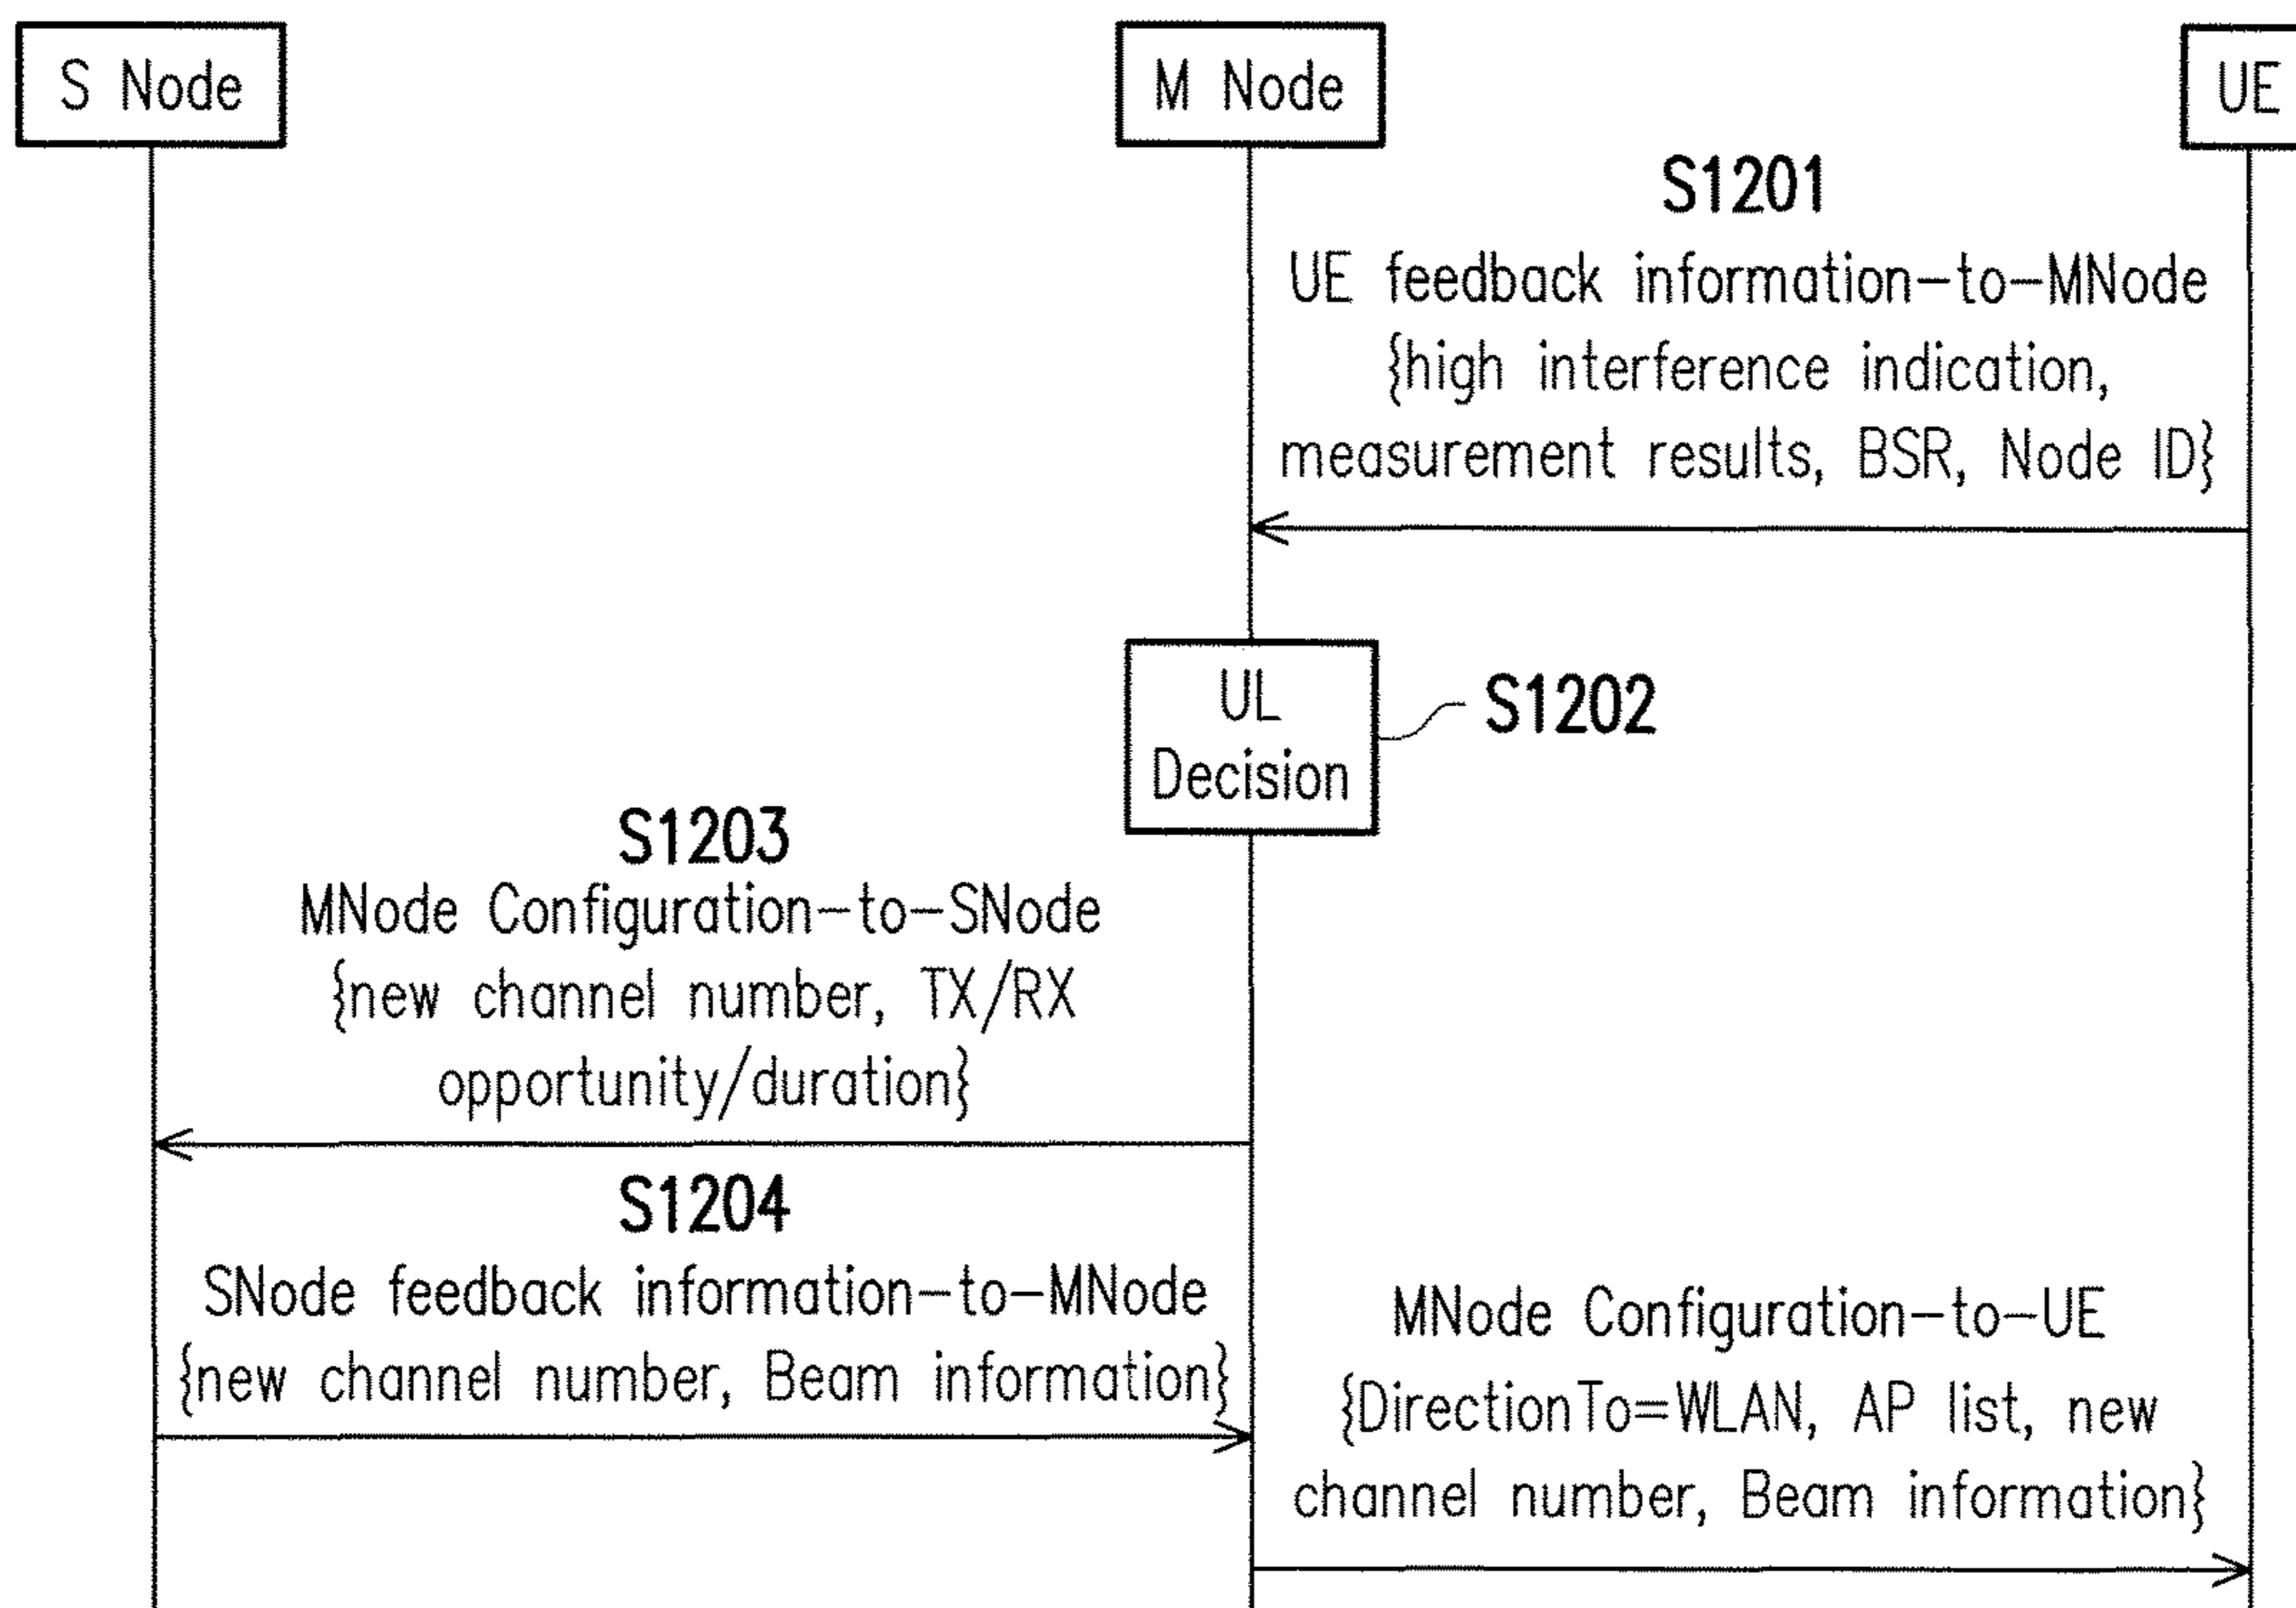 S Node
M Node
UE
S1201
UE feedback information-to-MNode
{high interference indication,
measurement results, BSR, Node ID}
UL
Decision
S1202
S1203
MNode Configuration-to-SNode
{new channel number, TX/RX
opportunity/duration}
S1204
SNode feedback information-to-MNode
{new channel number, Beam information}
MNode Configuration-to-UE
{DirectionTo=WLAN, AP list, new
channel number, Beam information}